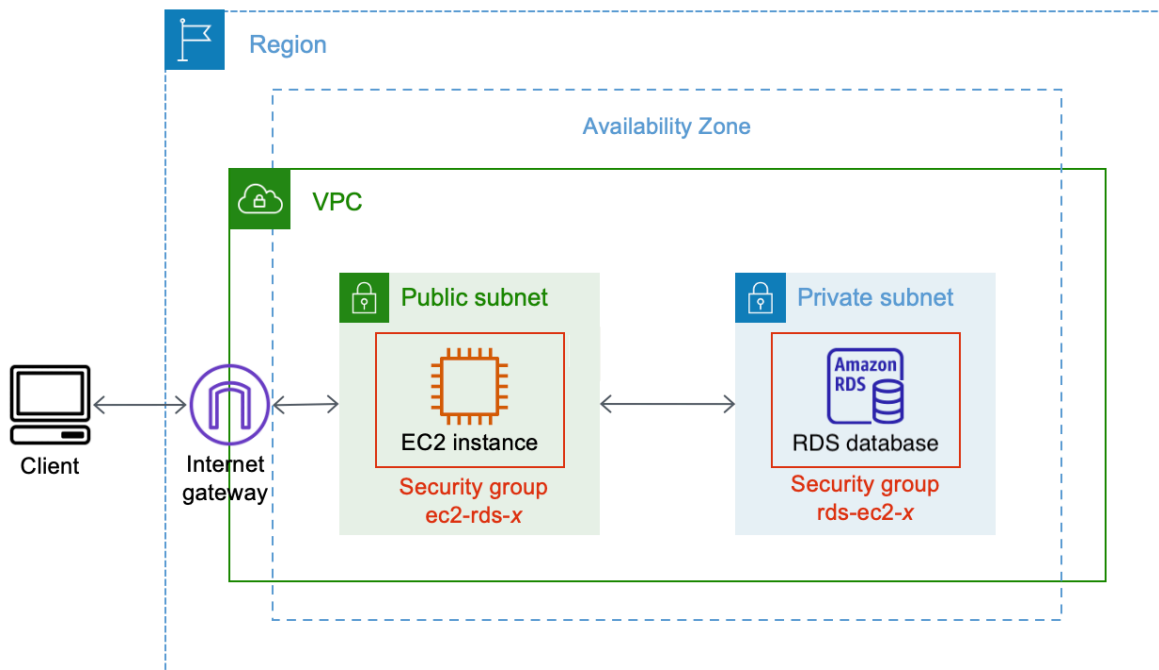 Region
Availability Zone
VPC
Public subnet
Private subnet
Amazon
RDS
EC2 instance
RDS database
Client
Internet
gateway
Security group
ec2-rds-x
Security group
rds-ec2-x